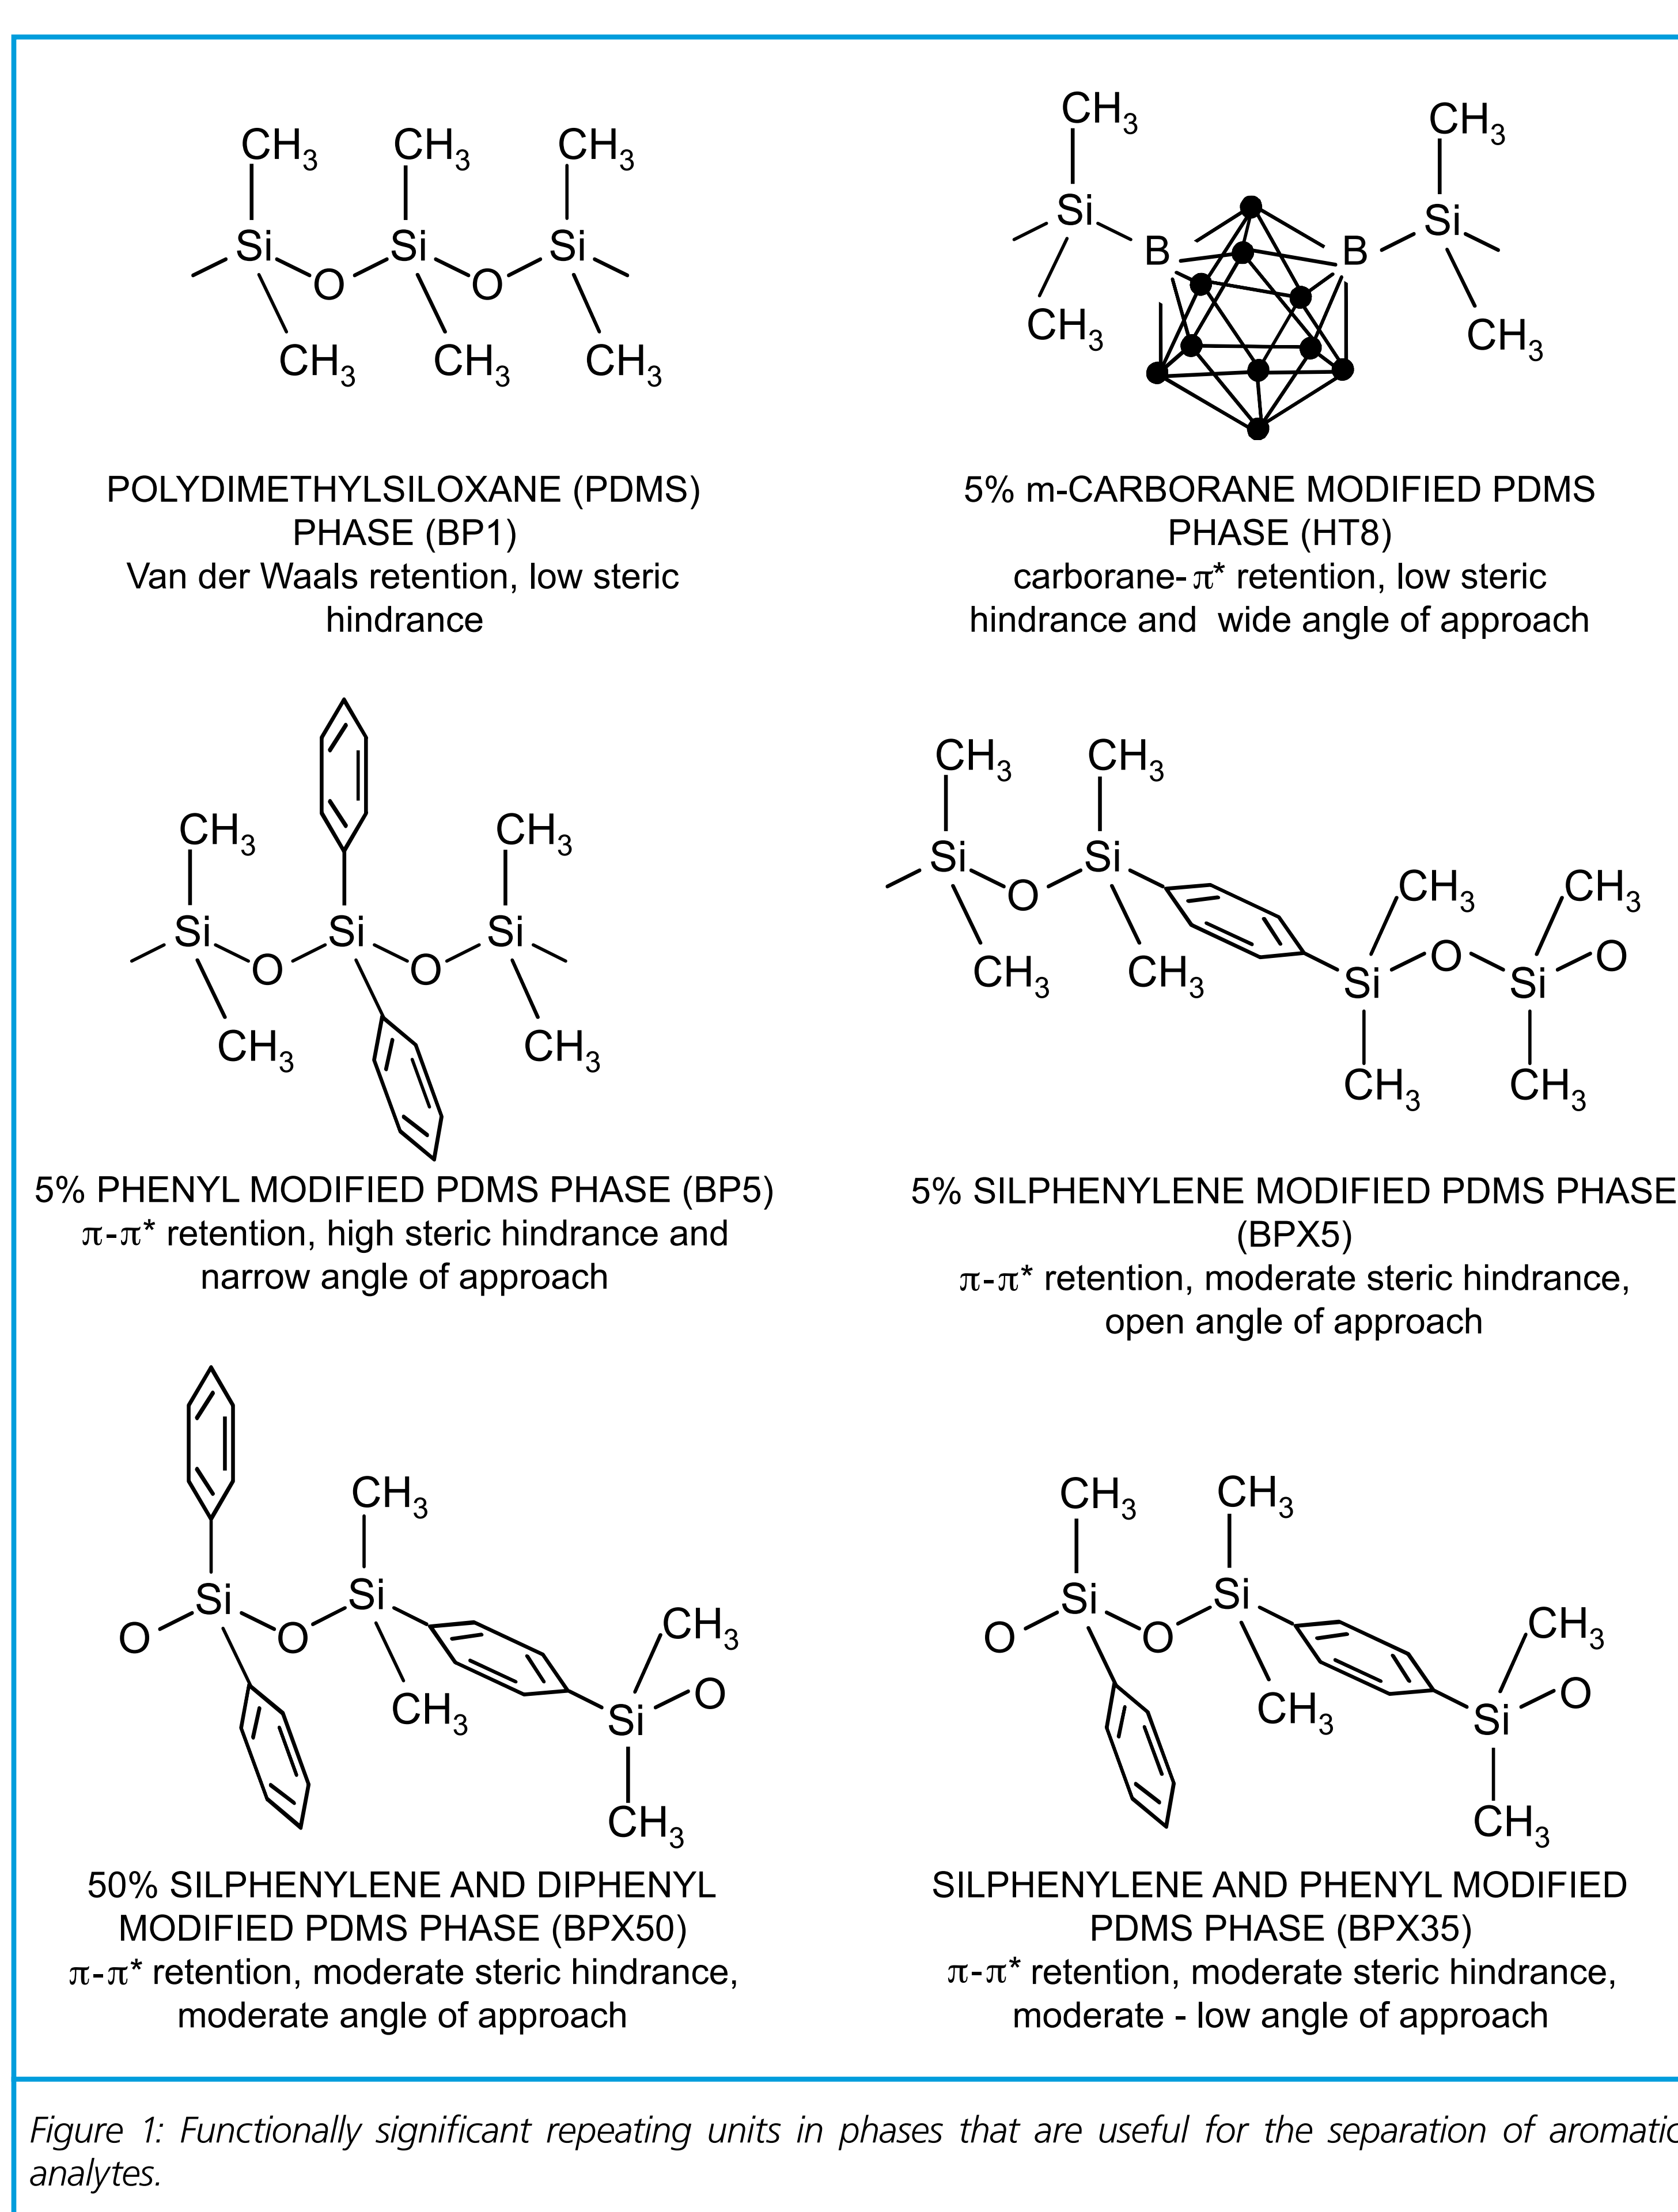 CH3 CH3 CH3
Si Si Si
O O
CH3 CH3 CH3
POLYDIMETHYLSILOXANE (PDMS)
PHASE (BP1)
Van der Waals retention, low steric
hindrance
CH3 CH3
Si Si
B B
CH3 CH3
5% m-CARBORANE MODIFIED PDMS
PHASE (HT8)
carborane-π* retention, low steric
hindrance and wide angle of approach
CH3 CH3
Si Si Si
O O
CH3 CH3
5% PHENYL MODIFIED PDMS PHASE (BP5)
π-π* retention, high steric hindrance and
narrow angle of approach
CH3 CH3
Si Si
O
CH3 CH3
CH3 CH3
O O
Si Si
CH3 CH3
5% SILPHENYLENE MODIFIED PDMS PHASE
(BPX5)
π-π* retention, moderate steric hindrance,
open angle of approach
CH3
Si Si
O O
CH3
CH3
O
Si
CH3
50% SILPHENYLENE AND DIPHENYL
MODIFIED PDMS PHASE (BPX50)
π-π* retention, moderate steric hindrance,
moderate angle of approach
CH3 CH3
Si Si
O O
CH3
CH3
O
Si
CH3
SILPHENYLENE AND PHENYL MODIFIED
PDMS PHASE (BPX35)
π-π* retention, moderate steric hindrance,
moderate - low angle of approach
Figure 1: Functionally significant repeating units in phases that are useful for the separation of aromatic
analytes.